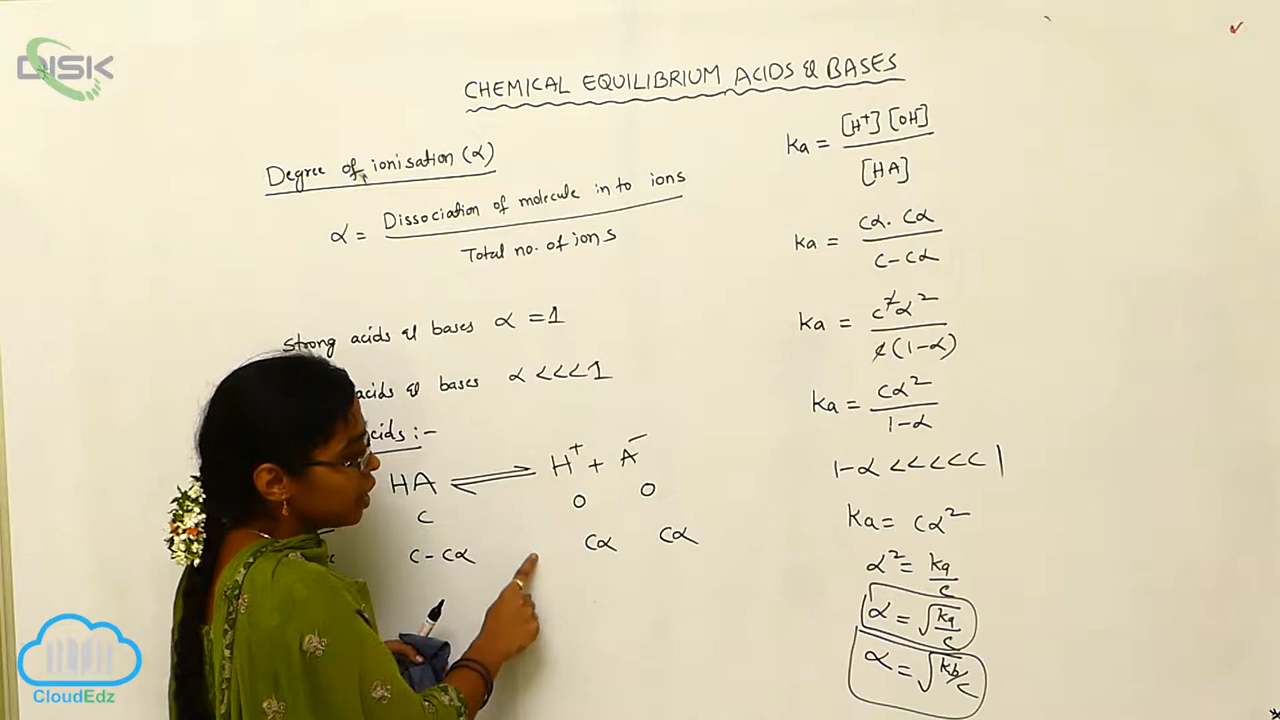 DISK
CHEMICAL EQUILIBRIUM ACIDS & BASES
Degree of ionisation (α)
α = Dissociation of molecule in to ions / Total no. of ions
Strong acids & bases α = 1
acids & bases α <<< 1
cids :-
HA ⇌ H⁺ + A⁻
C 0 0
C - Cα Cα Cα
Ka = [H⁺] [OH] / [HA]
Ka = Cα. Cα / C - Cα
Ka = C²α² / C(1-α)
Ka = Cα² / 1-α
1-α <<<<< 1
Ka = Cα²
α² = Ka / C
α = √Ka/C
α = √Kb/C
CloudEdz